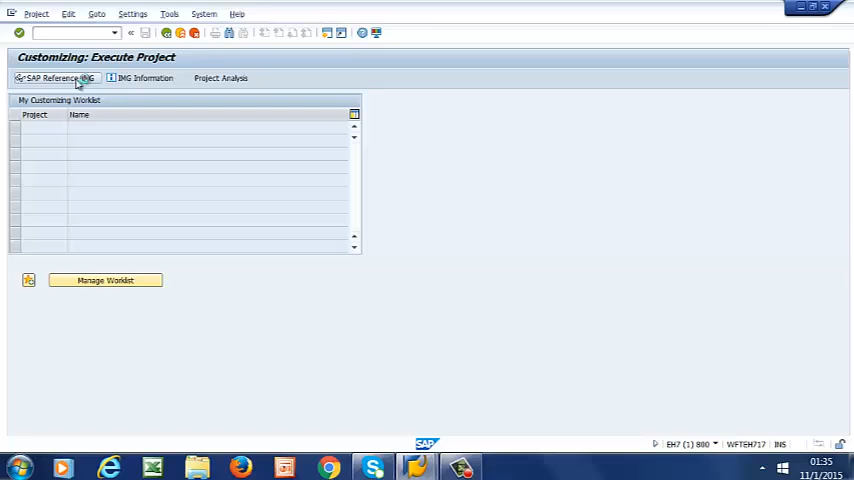 Project Edit Goto Settings Tools System Help
Customizing: Execute Project
SAP Reference IMG IMG Information Project Analysis
My Customizing Worklist
Project Name
Manage Worklist
SAP EH7 (1) 800 WFTEH717 INS
01:35
11/1/2015